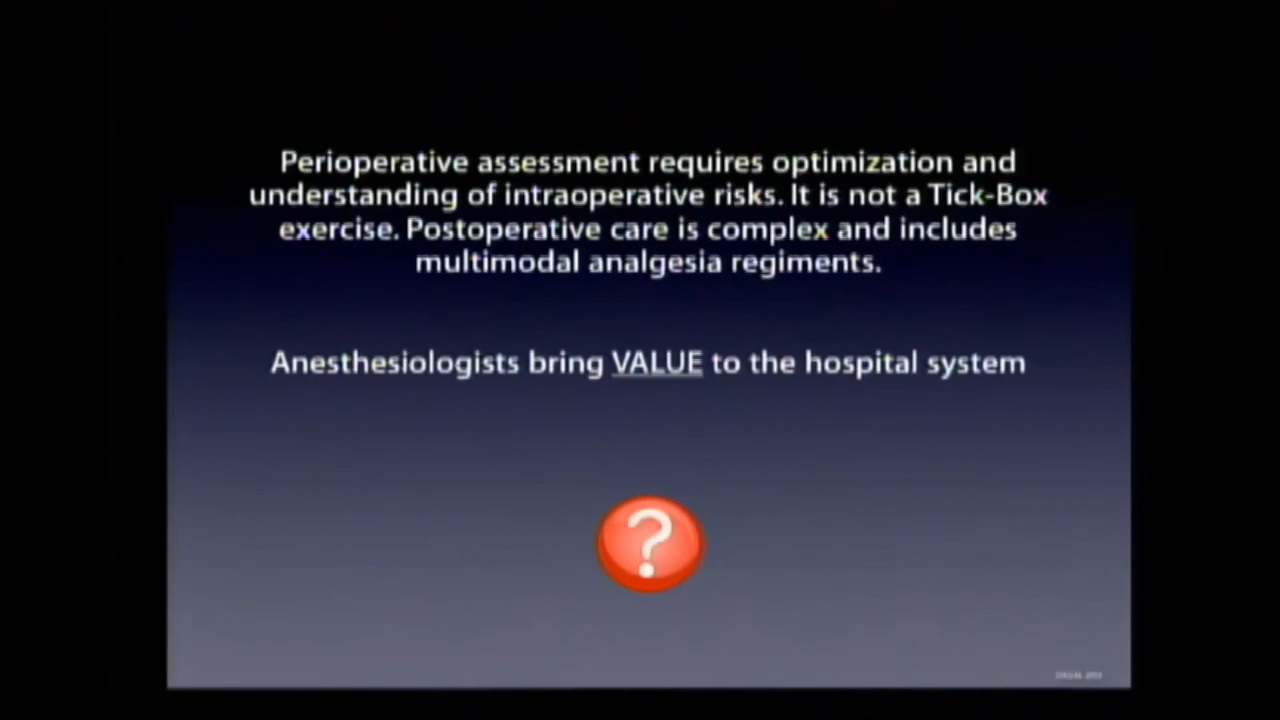 Perioperative assessment requires optimization and
understanding of intraoperative risks. It is not a Tick-Box
exercise. Postoperative care is complex and includes
multimodal analgesia regiments.
Anesthesiologists bring VALUE to the hospital system
?